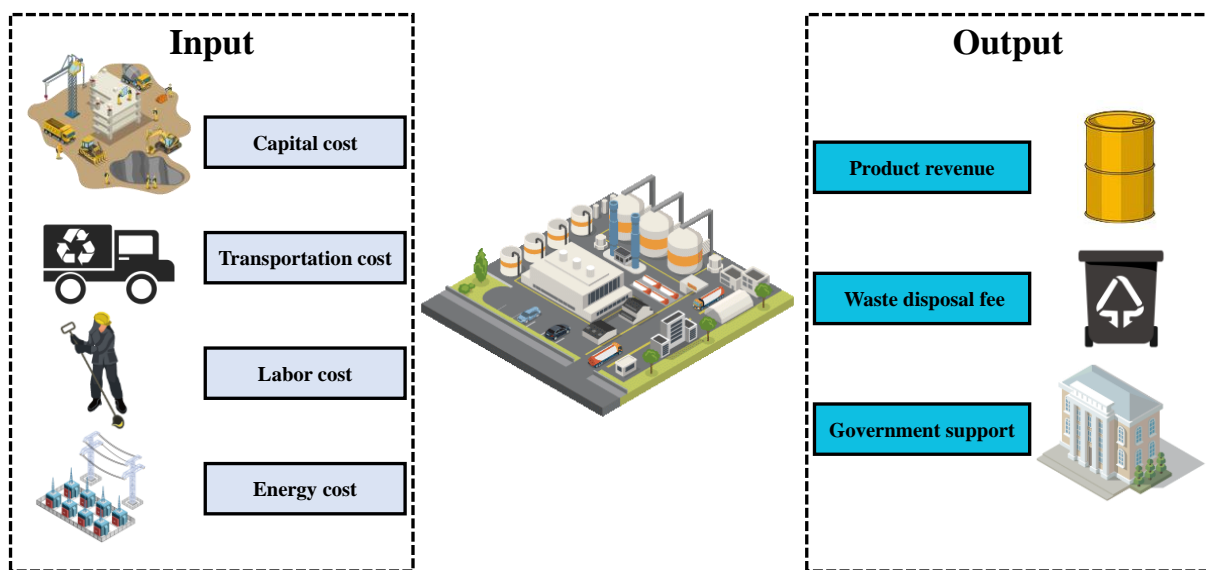 Input
Capital cost
Transportation cost
Labor cost
Energy cost
Output
Product revenue
Waste disposal fee
Government support